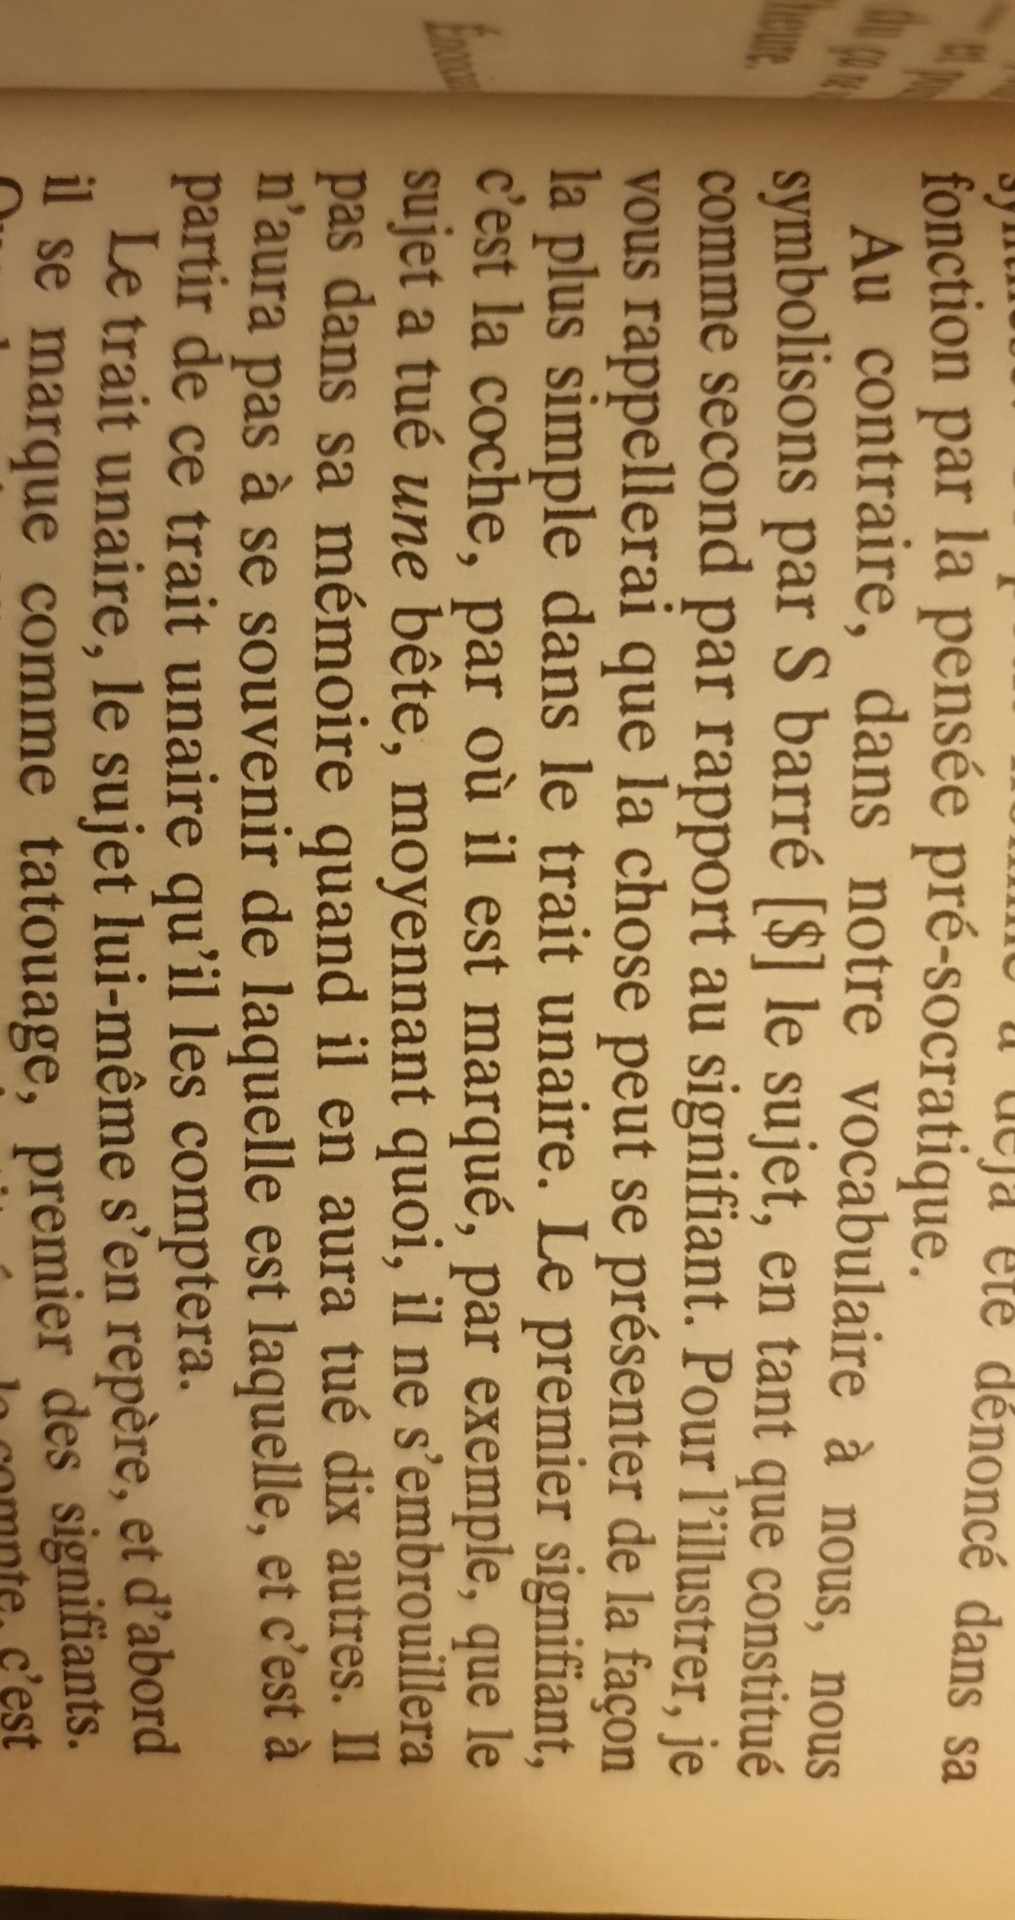 fonction par la pensée pré-socratique.
Au contraire, dans notre vocabulaire à nous, nous
symbolisons par S barré [$] le sujet, en tant que constitué
comme second par rapport au signifiant. Pour l'illustrer, je
vous rappellerai que la chose peut se présenter de la façon
la plus simple dans le trait unaire. Le premier signifiant,
c'est la coche, par où il est marqué, par exemple, que le
sujet a tué une bête, moyennant quoi, il ne s'embrouillera
pas dans sa mémoire quand il en aura tué dix autres. Il
n'aura pas à se souvenir de laquelle est laquelle, et c'est à
partir de ce trait unaire qu'il les comptera.
Le trait unaire, le sujet lui-même s'en repère, et d'abord
il se marque comme tatouage, premier des signifiants.